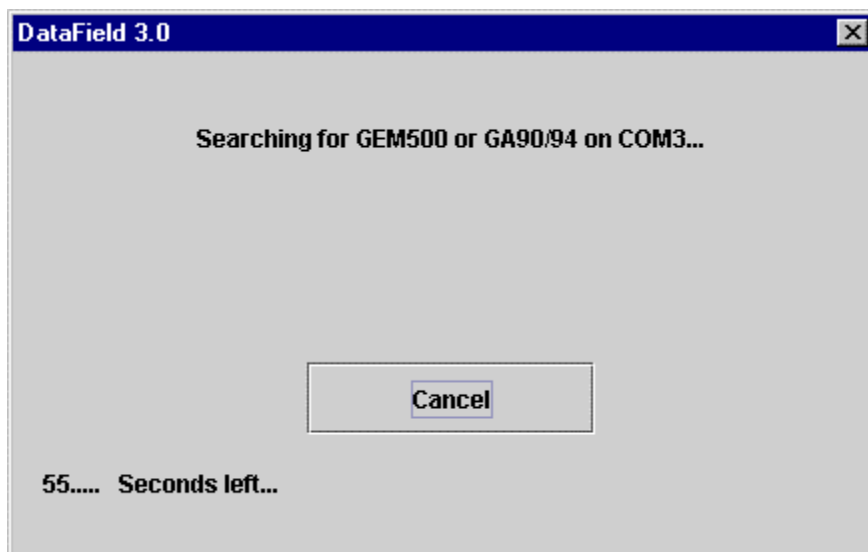 DataField 3.0
Searching for GEM500 or GA90/94 on COM3...
Cancel
55..... Seconds left...